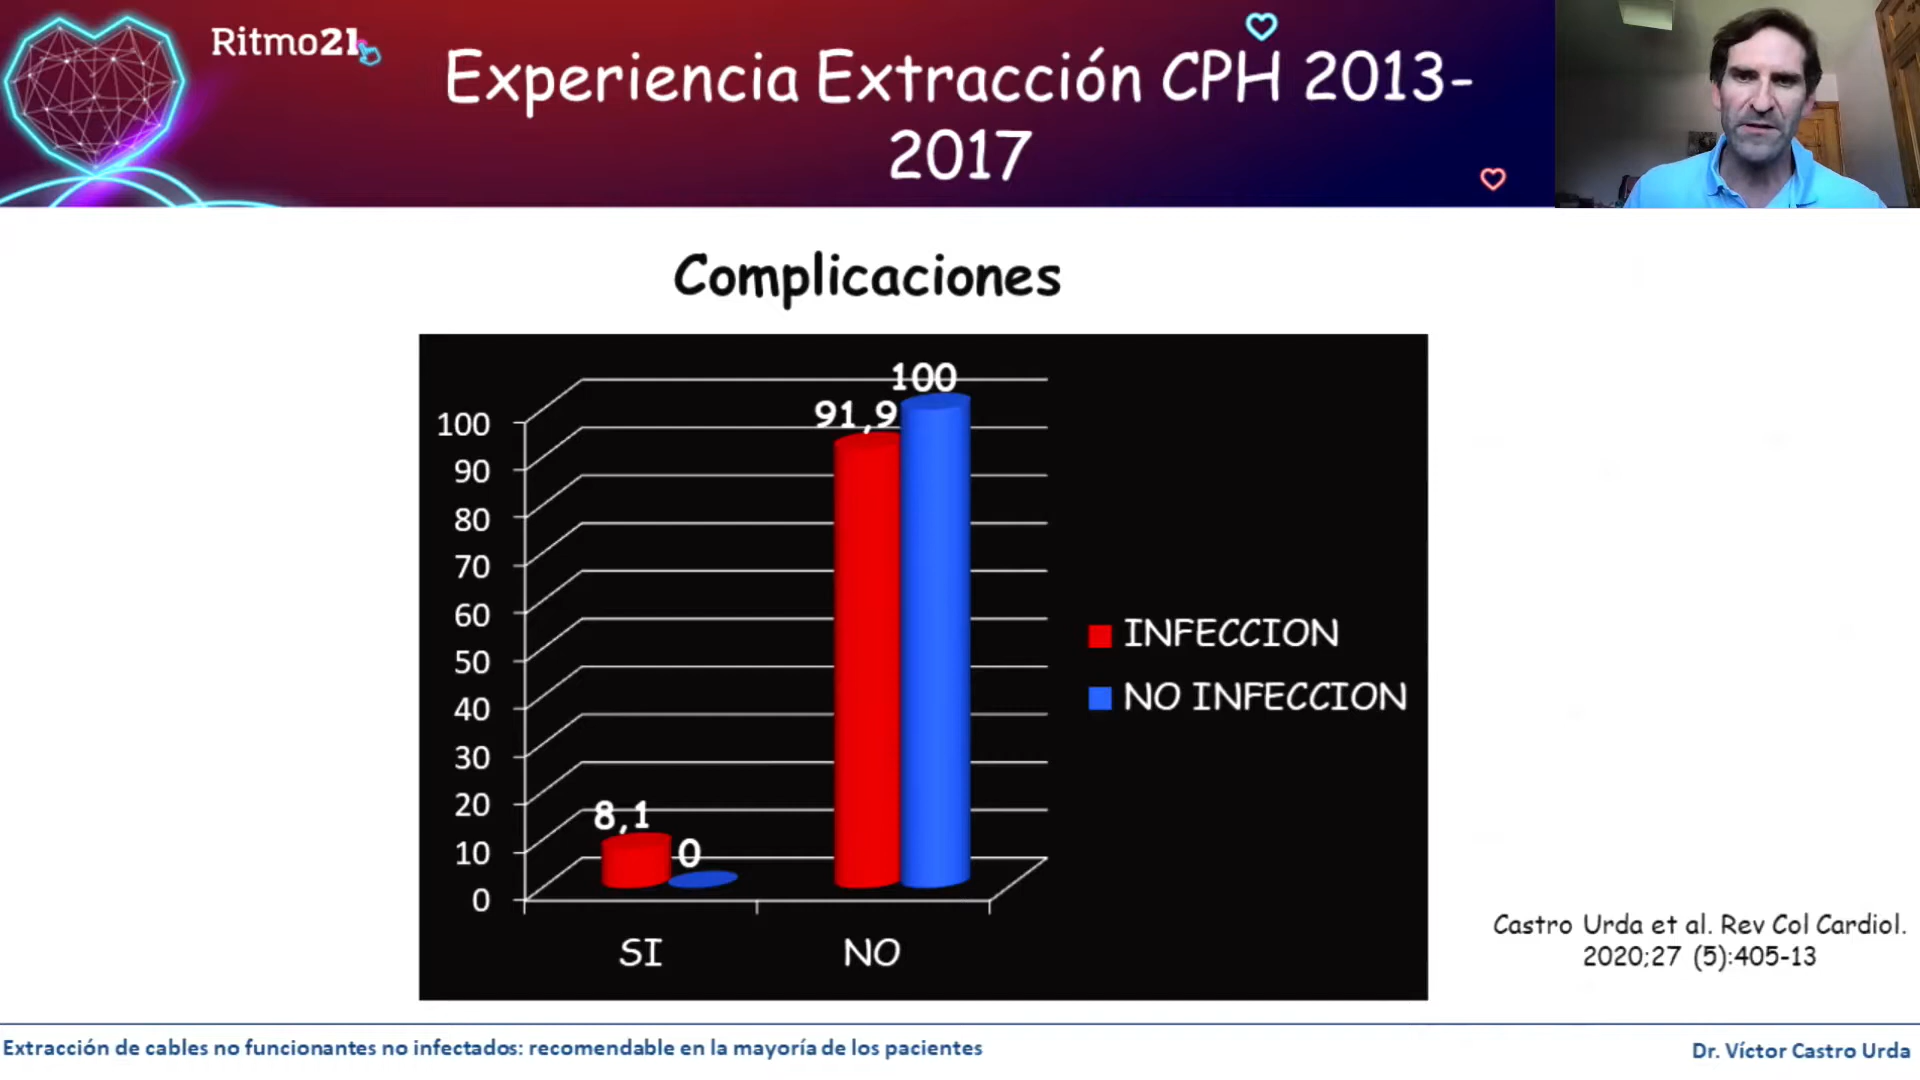 Ritmo21
Experiencia Extracción CPH 2013-
2017
Complicaciones
100
91,9
100
90
80
70
60
50
40
30
20
10
0
8,1
0
SI
NO
INFECCION
NO INFECCION
Castro Urda et al. Rev Col Cardiol.
2020;27 (5):405-13
Extracción de cables no funcionantes no infectados: recomendable en la mayoría de los pacientes
Dr. Víctor Castro Urda